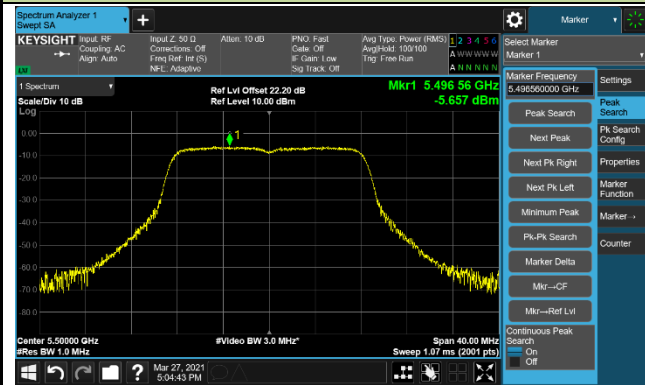 Spectrum Analyzer 1
Swept SA
Marker
KEYSIGHT
Input: RF
Coupling: AC
Align: Auto
Input Z: 50 Ω
Corrections: Off
Freq Ref: Int (S)
NFE: Adaptive
Atten: 10 dB
PNO: Fast
Gate: Off
IF Gain: Low
Sig Track: Off
Avg Type: Power (RMS)
Avg|Hold: 100/100
Trig: Free Run
1 2 3 4 5 6
A W W W W W
A N N N N N
LXI
Select Marker
Marker 1
1 Spectrum
Scale/Div 10 dB
Log
Ref Lvl Offset 22.20 dB
Ref Level 10.00 dBm
Mkr1 5.496 56 GHz
-5.657 dBm
0.00
-10.0
-20.0
-30.0
-40.0
-50.0
-60.0
-70.0
-80.0
1
Center 5.50000 GHz
#Res BW 1.0 MHz
#Video BW 3.0 MHz*
Span 40.00 MHz
Sweep 1.07 ms (2001 pts)
Marker Frequency
5.496560000 GHz
Peak Search
Next Peak
Next Pk Right
Next Pk Left
Minimum Peak
Pk-Pk Search
Marker Delta
Mkr→CF
Mkr→Ref Lvl
Continuous Peak
Search
On
Off
Settings
Peak
Search
Pk Search
Config
Properties
Marker
Function
Marker→
Counter
?
Mar 27, 2021
5:04:43 PM